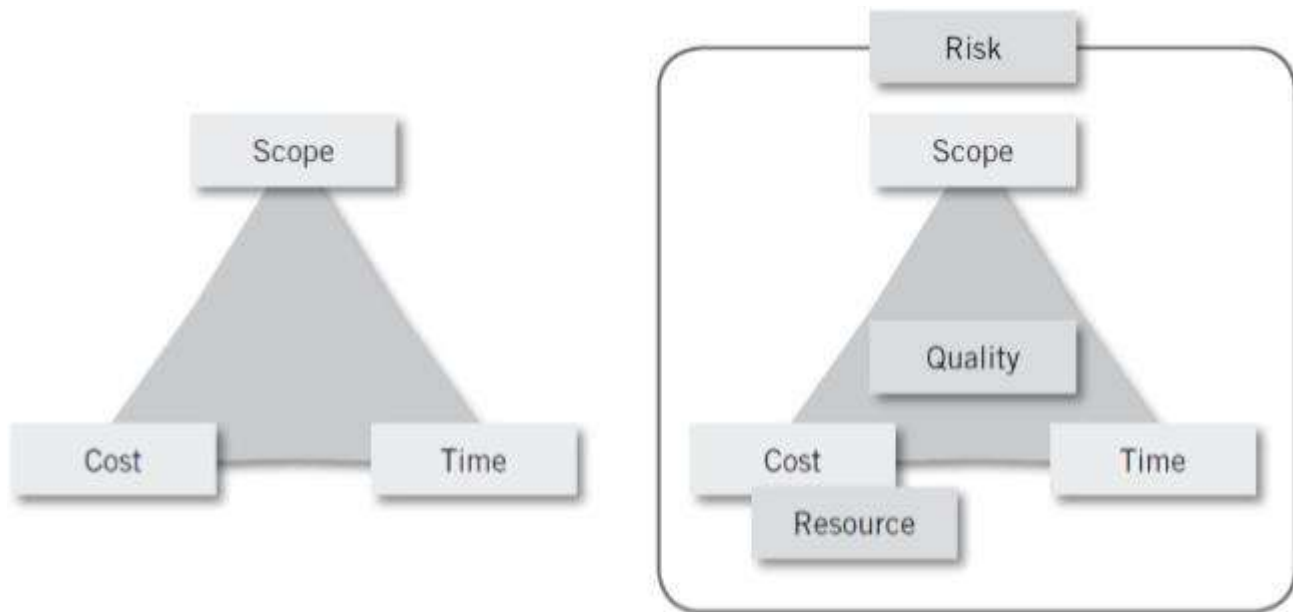 Scope
Cost
Time
Risk
Scope
Quality
Cost
Time
Resource